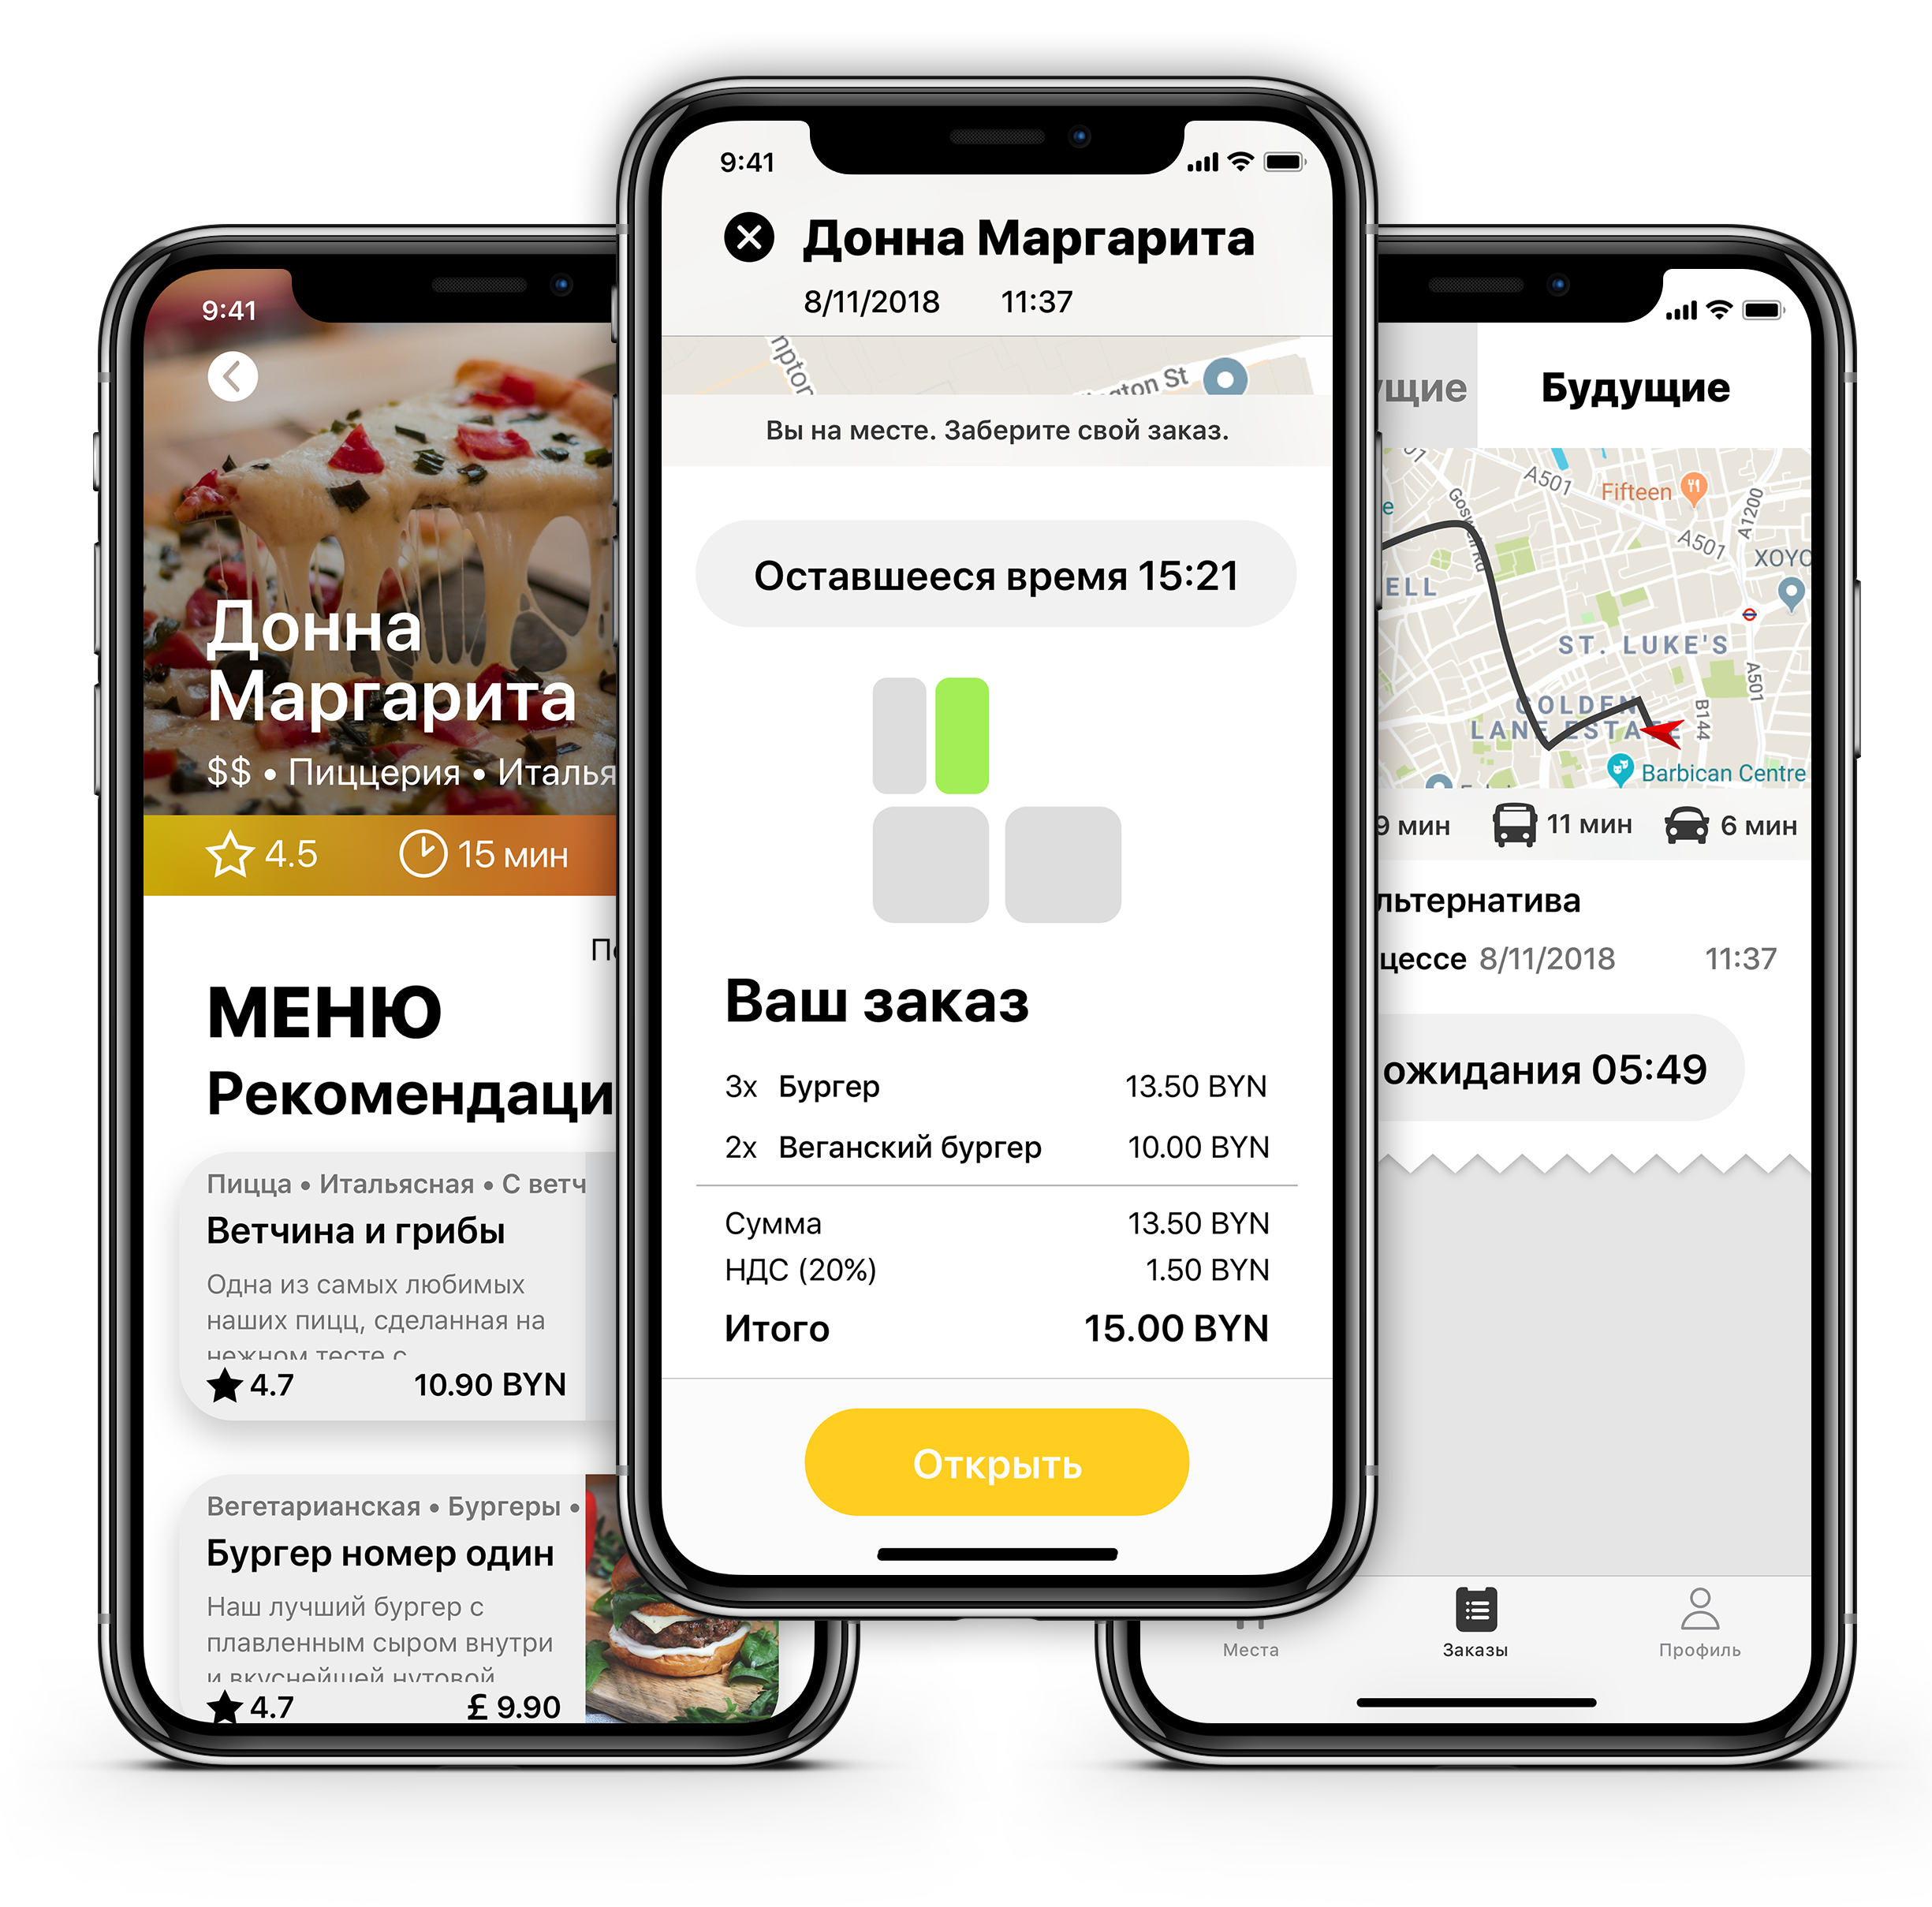 9:41
Донна
Маргарита
$$ • Пиццерия • Италья
4.5 15 мин
МЕНЮ
Рекомендаци
Пицца • Итальясная • С ветч
Ветчина и грибы
Одна из самых любимых
наших пицц, сделанная на
нежном тесте с
4.7 10.90 BYN
Вегетарианская • Бургеры •
Бургер номер один
Наш лучший бургер с
плавленным сыром внутри
и вкуснейшей нутовой
4.7 £ 9.90
9:41
Донна Маргарита
8/11/2018 11:37
ngton St
Вы на месте. Заберите свой заказ.
Оставшееся время 15:21
Ваш заказ
3x Бургер 13.50 BYN
2x Веганский бургер 10.00 BYN
Сумма 13.50 BYN
НДС (20%) 1.50 BYN
Итого 15.00 BYN
Открыть
ущие Будущие
A501
Fifteen
A1200
Goswell Rd
A501
XOYO
ELL
ST. LUKE'S
A501
GOLDEN
LANE ESTATE
B144
Barbican Centre
9 мин 11 мин 6 мин
льтернатива
цессе 8/11/2018 11:37
ожидания 05:49
Места Заказы Профиль